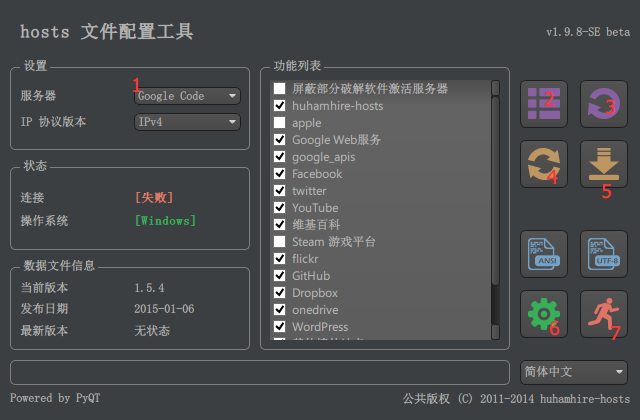 hosts 文件配置工具
v1.9.8-SE beta
设置
服务器
1
Google Code
IP 协议版本
IPv4
状态
连接
[失败]
操作系统
[Windows]
数据文件信息
当前版本
1.5.4
发布日期
2015-01-06
最新版本
无状态
功能列表
屏蔽部分破解软件激活服务器
huhamhire-hosts
apple
Google Web服务
google_apis
Facebook
twitter
YouTube
维基百科
Steam 游戏平台
flickr
GitHub
Dropbox
onedrive
WordPress
2
3
4
5
ANSI
UTF-8
6
7
简体中文
Powered by PyQT
公共版权 (C) 2011-2014 huhamhire-hosts